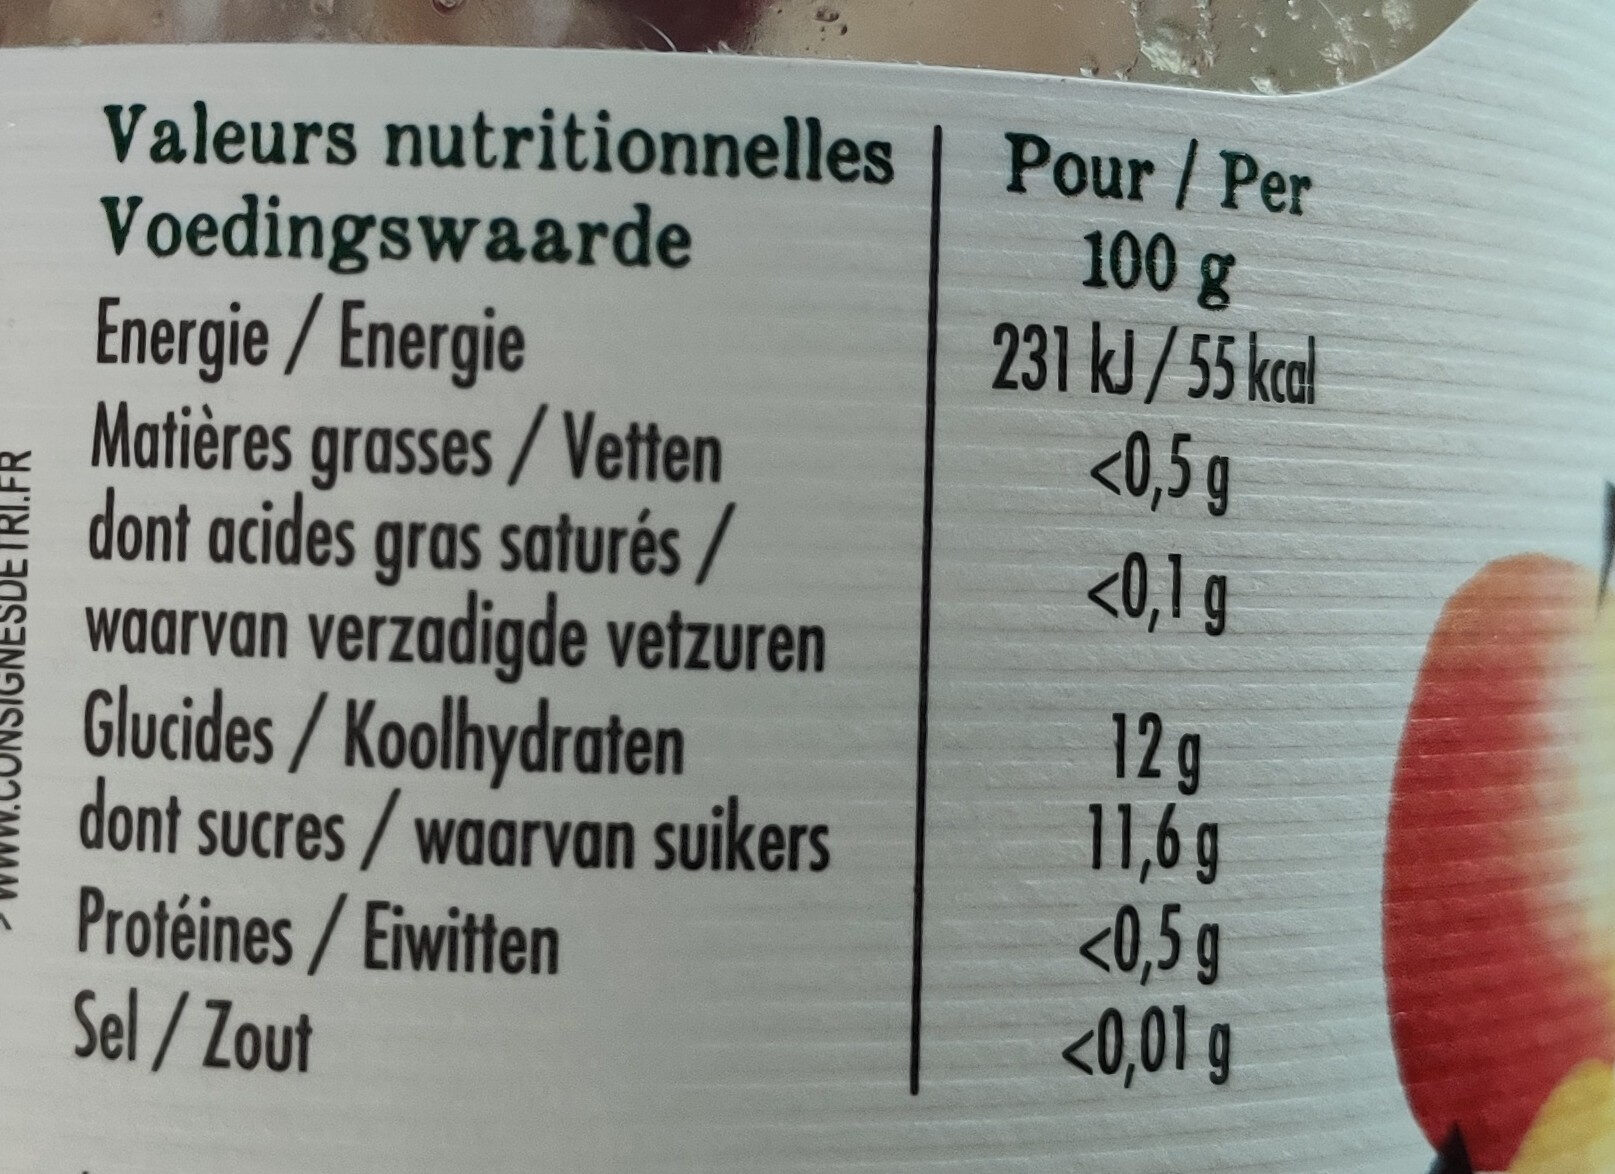 Valeurs nutritionnelles Pour / Per
Voedingswaarde 100 g
Energie / Energie 231 kJ / 55 kcal
Matières grasses / Vetten <0,5 g
dont acides gras saturés / <0,1 g
waarvan verzadigde vetzuren
Glucides / Koolhydraten 12 g
dont sucres / waarvan suikers 11,6 g
Protéines / Eiwitten <0,5 g
Sel / Zout <0,01 g
>WWW.CONSIGNESDETRI.FR